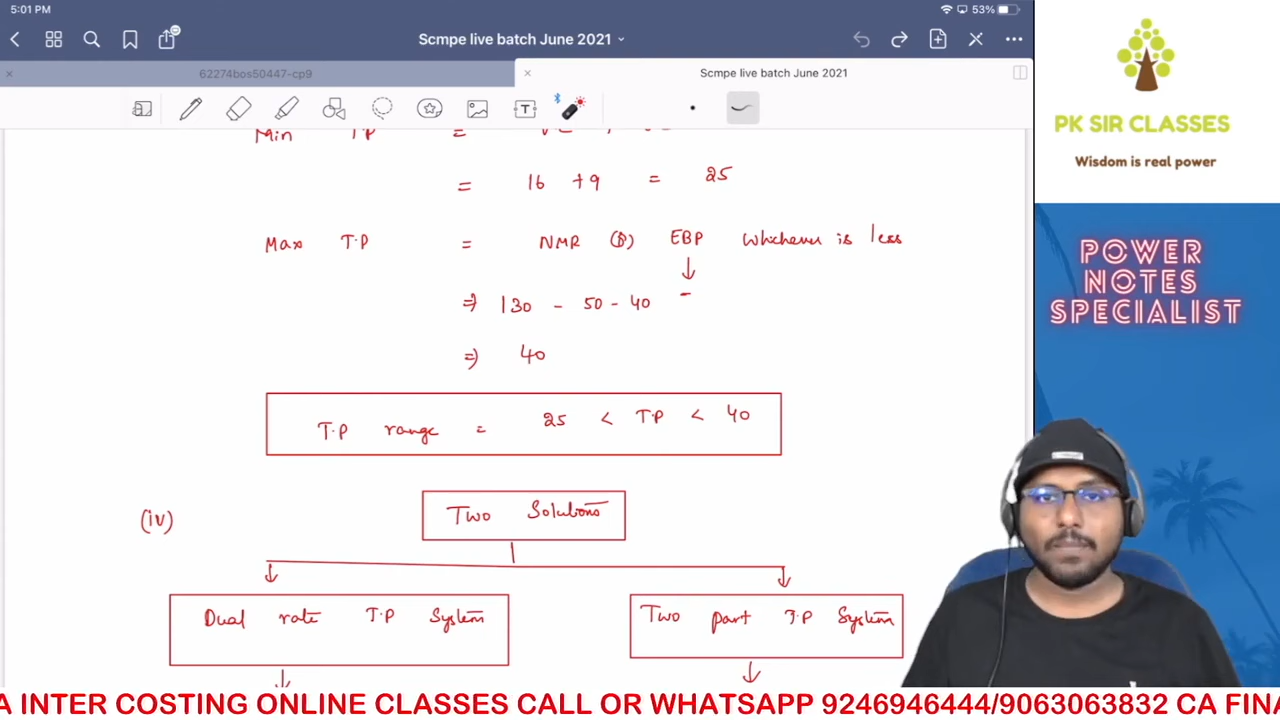 5:01 PM
53%
Scmpe live batch June 2021
62274bos50447-cp9
Scmpe live batch June 2021
T
Min T.P =
= 16 +9 = 25
Max T.P = NMR (or) EBP whichever is less
⇒ 130 - 50 - 40 -
⇒ 40
T.P range = 25 < T.P < 40
(iv) Two Solutions
Dual rate T.P System
Two part T.P System
PK SIR CLASSES
Wisdom is real power
POWER
NOTES
SPECIALIST
A INTER COSTING ONLINE CLASSES CALL OR WHATSAPP 9246946444/9063063832 CA FINA